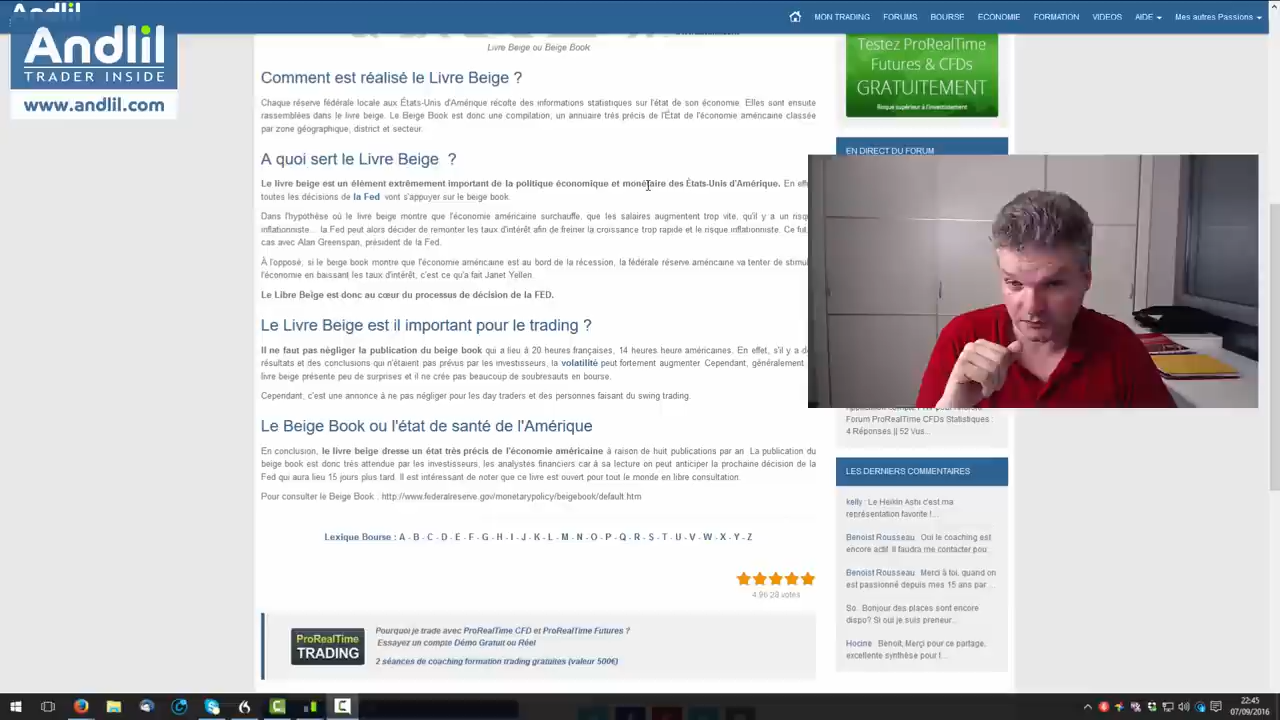 Andlil
TRADER INSIDE
www.andlil.com
MON TRADING FORUMS BOURSE ECONOMIE FORMATION VIDEOS AIDE Mes autres Passions
Livre Beige ou Beige Book
Comment est réalisé le Livre Beige ?
Chaque réserve fédérale locale aux États-Unis d'Amérique récolte des informations statistiques sur l'état de son économie. Elles sont ensuite
rassemblées dans le livre beige. Le Beige Book est donc une compilation, un annuaire très précis de l'État de l'économie américaine classée
par zone géographique, district et secteur.
A quoi sert le Livre Beige ?
Le livre beige est un élément extrêmement important de la politique économique et monétaire des États-Unis d'Amérique. En effe
toutes les décisions de la Fed vont s'appuyer sur le beige book.
Dans l'hypothèse où le livre beige montre que l'économie américaine surchauffe, que les salaires augmentent trop vite, qu'il y a un risqu
inflationniste... la Fed peut alors décider de remonter les taux d'intérêt afin de freiner la croissance trop rapide et le risque inflationniste. Ce fut
cas avec Alan Greenspan, président de la Fed.
À l'opposé, si le beige book montre que l'économie américaine est au bord de la récession, la fédérale réserve américaine va tenter de stimul
l'économie en baissant les taux d'intérêt, c'est ce qu'a fait Janet Yellen.
Le Libre Beige est donc au cœur du processus de décision de la FED.
Le Livre Beige est il important pour le trading ?
Il ne faut pas négliger la publication du beige book qui a lieu à 20 heures françaises, 14 heures heure américaines. En effet, s'il y a de
résultats et des conclusions qui n'étaient pas prévus par les investisseurs, la volatilité peut fortement augmenter. Cependant, généralement
livre beige présente peu de surprises et il ne crée pas beaucoup de soubresauts en bourse.
Cependant, c'est une annonce à ne pas négliger pour les day traders et des personnes faisant du swing trading.
Le Beige Book ou l'état de santé de l'Amérique
En conclusion, le livre beige dresse un état très précis de l'économie américaine à raison de huit publications par an. La publication du
beige book est donc très attendue par les investisseurs, les analystes financiers car à sa lecture on peut anticiper la prochaine décision de la
Fed qui aura lieu 15 jours plus tard. Il est intéressant de noter que ce livre est ouvert pour tout le monde en libre consultation.
Pour consulter le Beige Book : http://www.federalreserve.gov/monetarypolicy/beigebook/default.htm
Lexique Bourse : A - B - C - D - E - F - G - H - I - J - K - L - M - N - O - P - Q - R - S - T - U - V - W - X - Y - Z
4.96 28 votes
ProRealTime
TRADING
Pourquoi je trade avec ProRealTime CFD et ProRealTime Futures ?
Essayez un compte Démo Gratuit ou Réel
2 séances de coaching formation trading gratuites (valeur 500€)
Testez ProRealTime
Futures & CFDs
GRATUITEMENT
Risque supérieur à l'investissement
EN DIRECT DU FORUM
Forum ProRealTime CFDs Statistiques :
4 Réponses || 52 Vus...
LES DERNIERS COMMENTAIRES
kelly : Le Heikin Ashi c'est ma
représentation favorite !...
Benoist Rousseau Oui le coaching est
encore actif. Il faudra me contacter pou...
Benoist Rousseau Merci à toi, quand on
est passionné depuis mes 15 ans par ...
So Bonjour des places sont encore
dispo? Si oui je suis preneur...
Hocine Benoit, Merçi pour ce partage,
excellente synthèse pour l...
22:45
07/09/2016